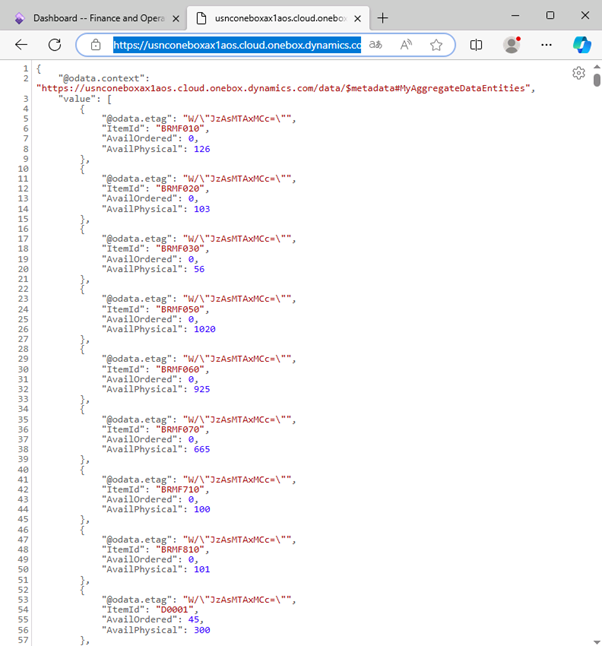 Dashboard -- Finance and Opera
usnconeboxax1aos.cloud.onebox.
https://usnconeboxax1aos.cloud.onebox.dynamics.co
1 {
2 "@odata.context":
"https://usnconeboxax1aos.cloud.onebox.dynamics.com/data/$metadata#MyAggregateDataEntities",
3 "value": [
4 {
5 "@odata.etag": "W/\"JzAsMTAxMCc=\"",
6 "ItemId": "BRMF010",
7 "AvailOrdered": 0,
8 "AvailPhysical": 126
9 },
10 {
11 "@odata.etag": "W/\"JzAsMTAxMCc=\"",
12 "ItemId": "BRMF020",
13 "AvailOrdered": 0,
14 "AvailPhysical": 103
15 },
16 {
17 "@odata.etag": "W/\"JzAsMTAxMCc=\"",
18 "ItemId": "BRMF030",
19 "AvailOrdered": 0,
20 "AvailPhysical": 56
21 },
22 {
23 "@odata.etag": "W/\"JzAsMTAxMCc=\"",
24 "ItemId": "BRMF050",
25 "AvailOrdered": 0,
26 "AvailPhysical": 1020
27 },
28 {
29 "@odata.etag": "W/\"JzAsMTAxMCc=\"",
30 "ItemId": "BRMF060",
31 "AvailOrdered": 0,
32 "AvailPhysical": 925
33 },
34 {
35 "@odata.etag": "W/\"JzAsMTAxMCc=\"",
36 "ItemId": "BRMF070",
37 "AvailOrdered": 0,
38 "AvailPhysical": 665
39 },
40 {
41 "@odata.etag": "W/\"JzAsMTAxMCc=\"",
42 "ItemId": "BRMF710",
43 "AvailOrdered": 0,
44 "AvailPhysical": 100
45 },
46 {
47 "@odata.etag": "W/\"JzAsMTAxMCc=\"",
48 "ItemId": "BRMF810",
49 "AvailOrdered": 0,
50 "AvailPhysical": 101
51 },
52 {
53 "@odata.etag": "W/\"JzAsMTAxMCc=\"",
54 "ItemId": "D0001",
55 "AvailOrdered": 45,
56 "AvailPhysical": 300
57 },